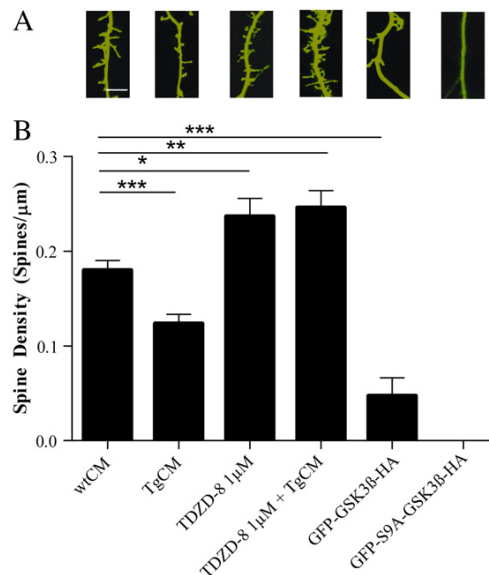 A
B
***
**
*
***
Spine Density (Spines/μm)
0.3
0.2
0.1
0.0
wtCM
TgCM
TDZD-8 1μM
TDZD-8 1μM + TgCM
GFP-GSK3ß-HA
GFP-S9A-GSK3ß-HA